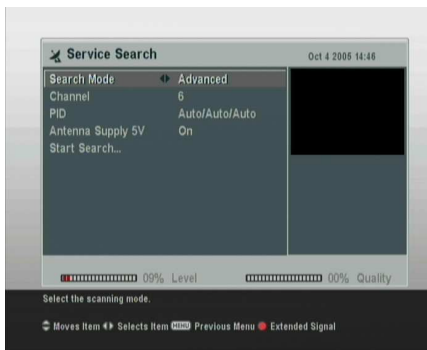 Service Search
Oct 4 2005 14:46
Search Mode Advanced
Channel 6
PID Auto/Auto/Auto
Antenna Supply 5V On
Start Search...
09% Level 00% Quality
Select the scanning mode.
Moves Item Selects Item MENU Previous Menu Extended Signal